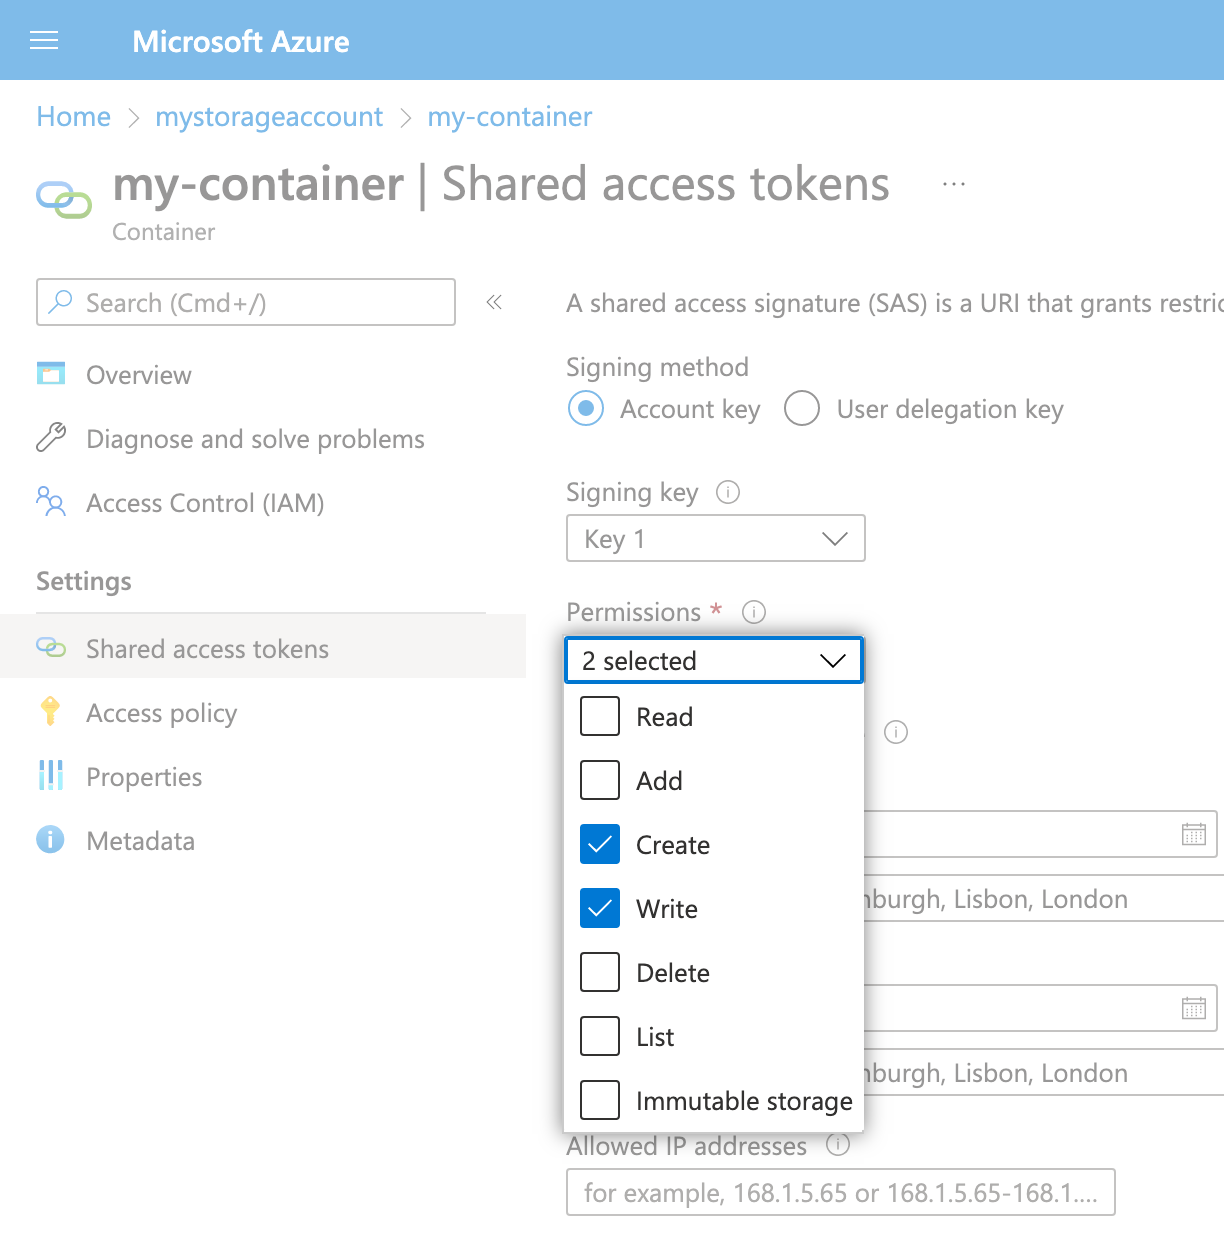 Microsoft Azure
Home > mystorageaccount > my-container
my-container | Shared access tokens ...
Container
Search (Cmd+/)
«
Overview
Diagnose and solve problems
Access Control (IAM)
Settings
Shared access tokens
Access policy
Properties
Metadata
A shared access signature (SAS) is a URI that grants restric
Signing method
Account key
User delegation key
Signing key
Key 1
Permissions *
2 selected
Read
Add
Create
Write
Delete
List
Immutable storage
nburgh, Lisbon, London
nburgh, Lisbon, London
Allowed IP addresses
for example, 168.1.5.65 or 168.1.5.65-168.1....